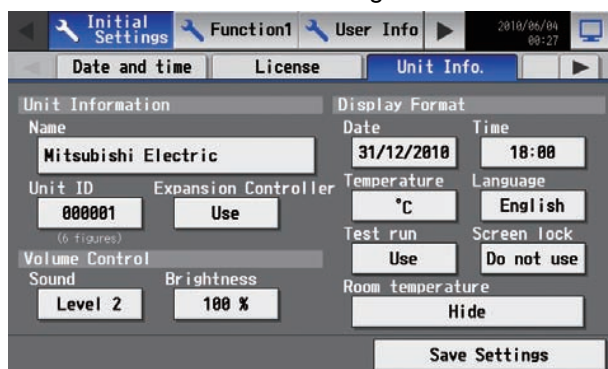 Initial Settings
Function1
User Info
2010/06/04
00:27
Date and time
License
Unit Info.
Unit Information
Name
Mitsubishi Electric
Unit ID
Expansion Controller
000001
Use
(6 figures)
Volume Control
Sound
Brightness
Level 2
100 %
Display Format
Date
Time
31/12/2010
18:00
Temperature
Language
°C
English
Test run
Screen lock
Use
Do not use
Room temperature
Hide
Save Settings